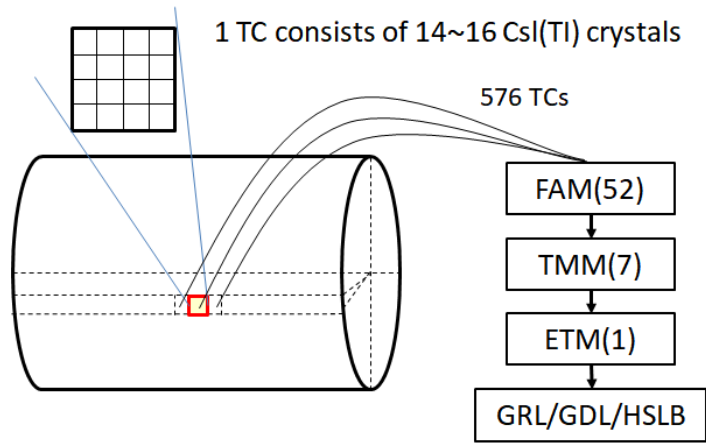 1 TC consists of 14~16 CsI(TI) crystals
576 TCs
FAM(52)
TMM(7)
ETM(1)
GRL/GDL/HSLB